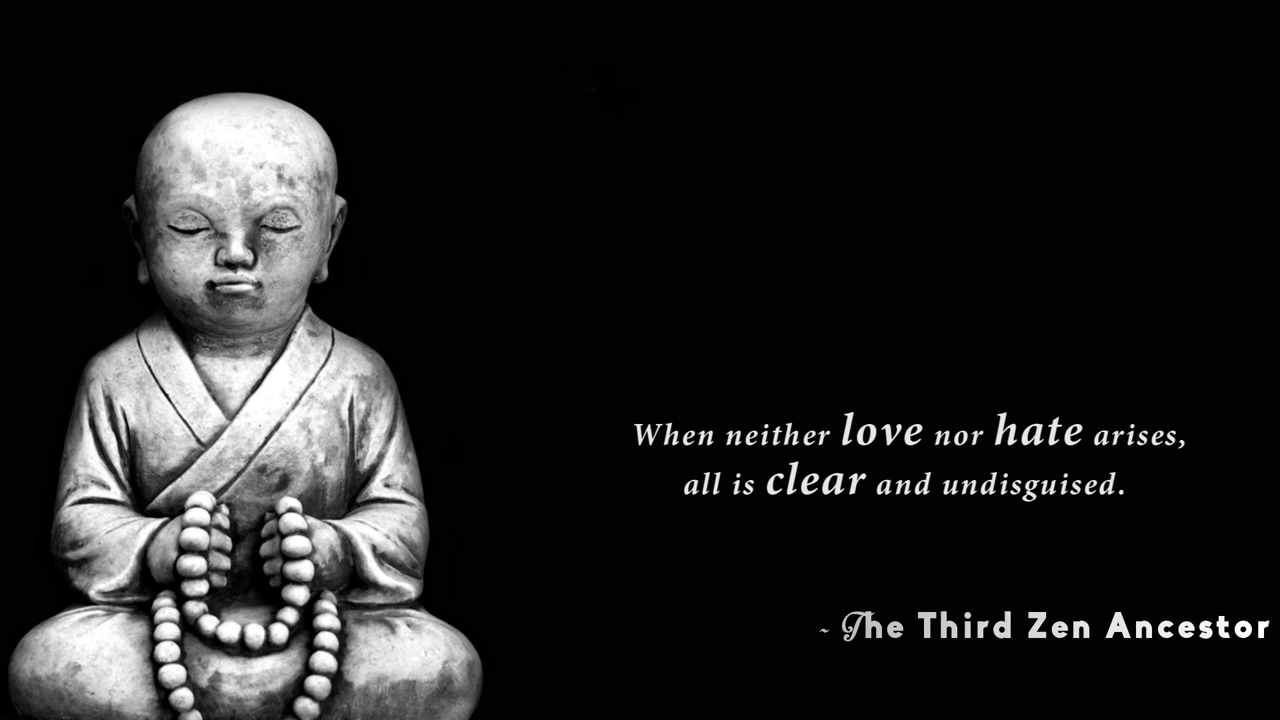 When neither love nor hate arises,
all is clear and undisguised.
~ The Third Zen Ancestor